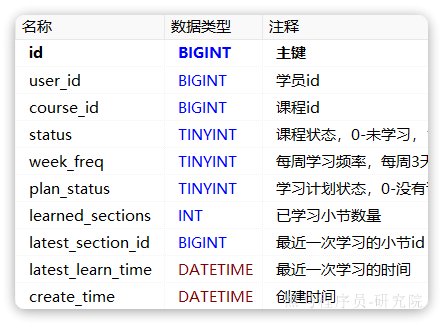 名称 数据类型 注释
id BIGINT 主键
user_id BIGINT 学员id
course_id BIGINT 课程id
status TINYINT 课程状态，0-未学习，
week_freq TINYINT 每周学习频率，每周3天
plan_status TINYINT 学习计划状态，0-没有
learned_sections INT 已学习小节数量
latest_section_id BIGINT 最近一次学习的小节id
latest_learn_time DATETIME 最近一次学习的时间
create_time DATETIME 创建时间
程序员-研究院